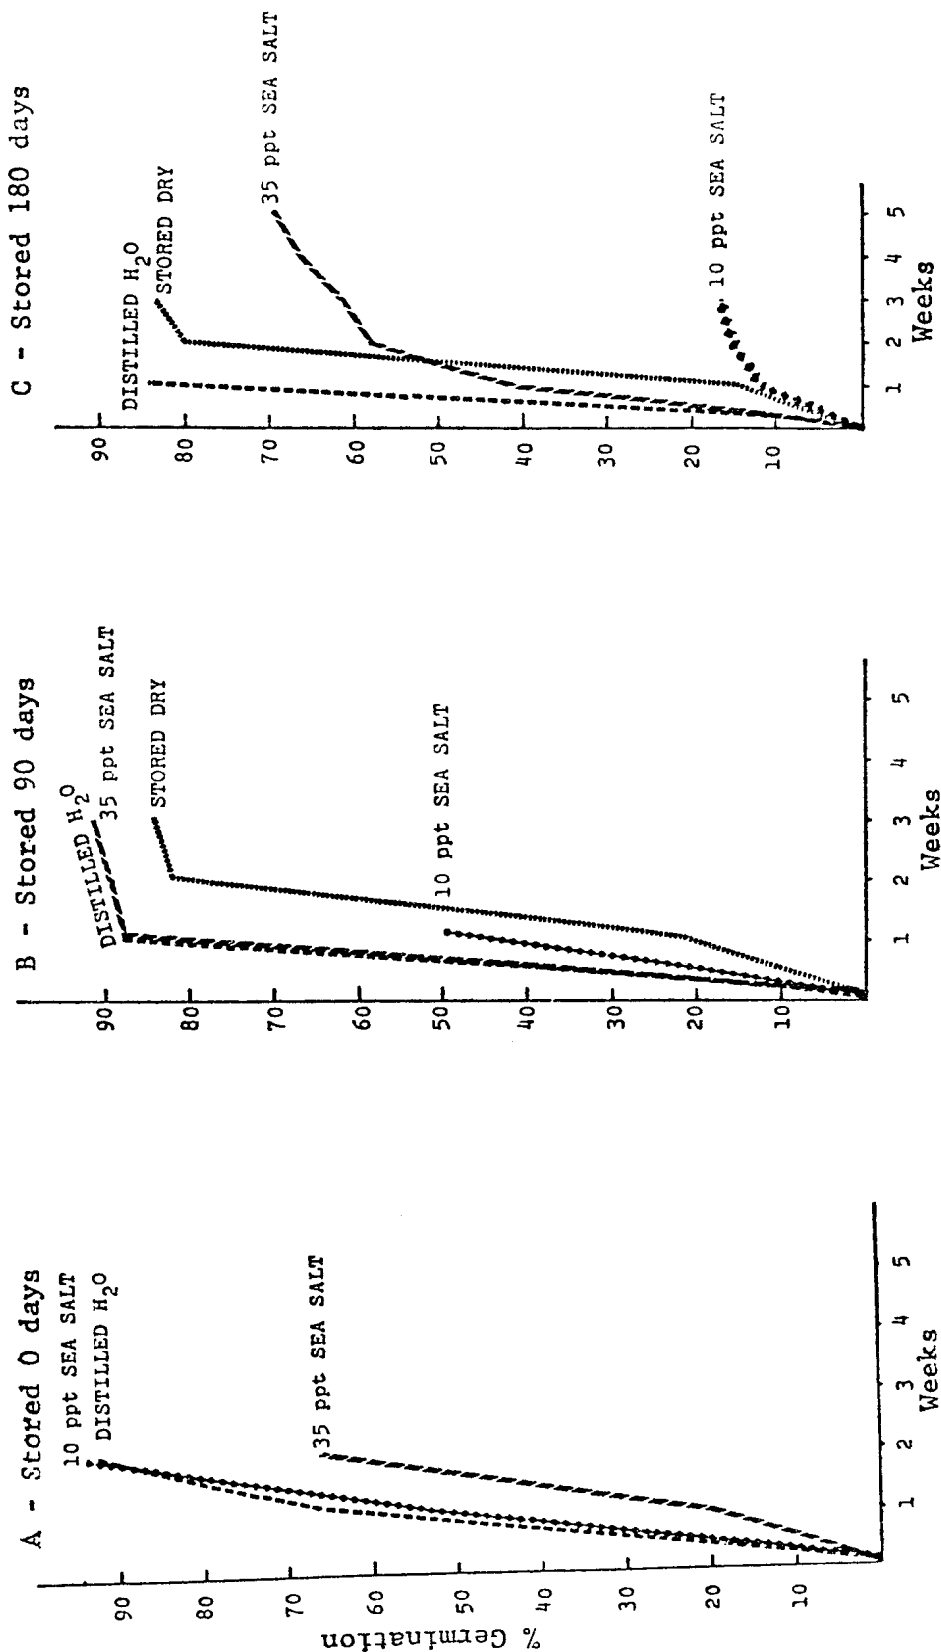 A - Stored 0 days
10 ppt SEA SALT
DISTILLED H₂O
35 ppt SEA SALT
% Germination
90
80
70
60
50
40
30
20
10
1 2 3 4 5
Weeks
B - Stored 90 days
DISTILLED H₂O
35 ppt SEA SALT
STORED DRY
10 ppt SEA SALT
90
80
70
60
50
40
30
20
10
1 2 3 4 5
Weeks
C - Stored 180 days
DISTILLED H₂O
STORED DRY
35 ppt SEA SALT
10 ppt SEA SALT
90
80
70
60
50
40
30
20
10
1 2 3 4 5
Weeks